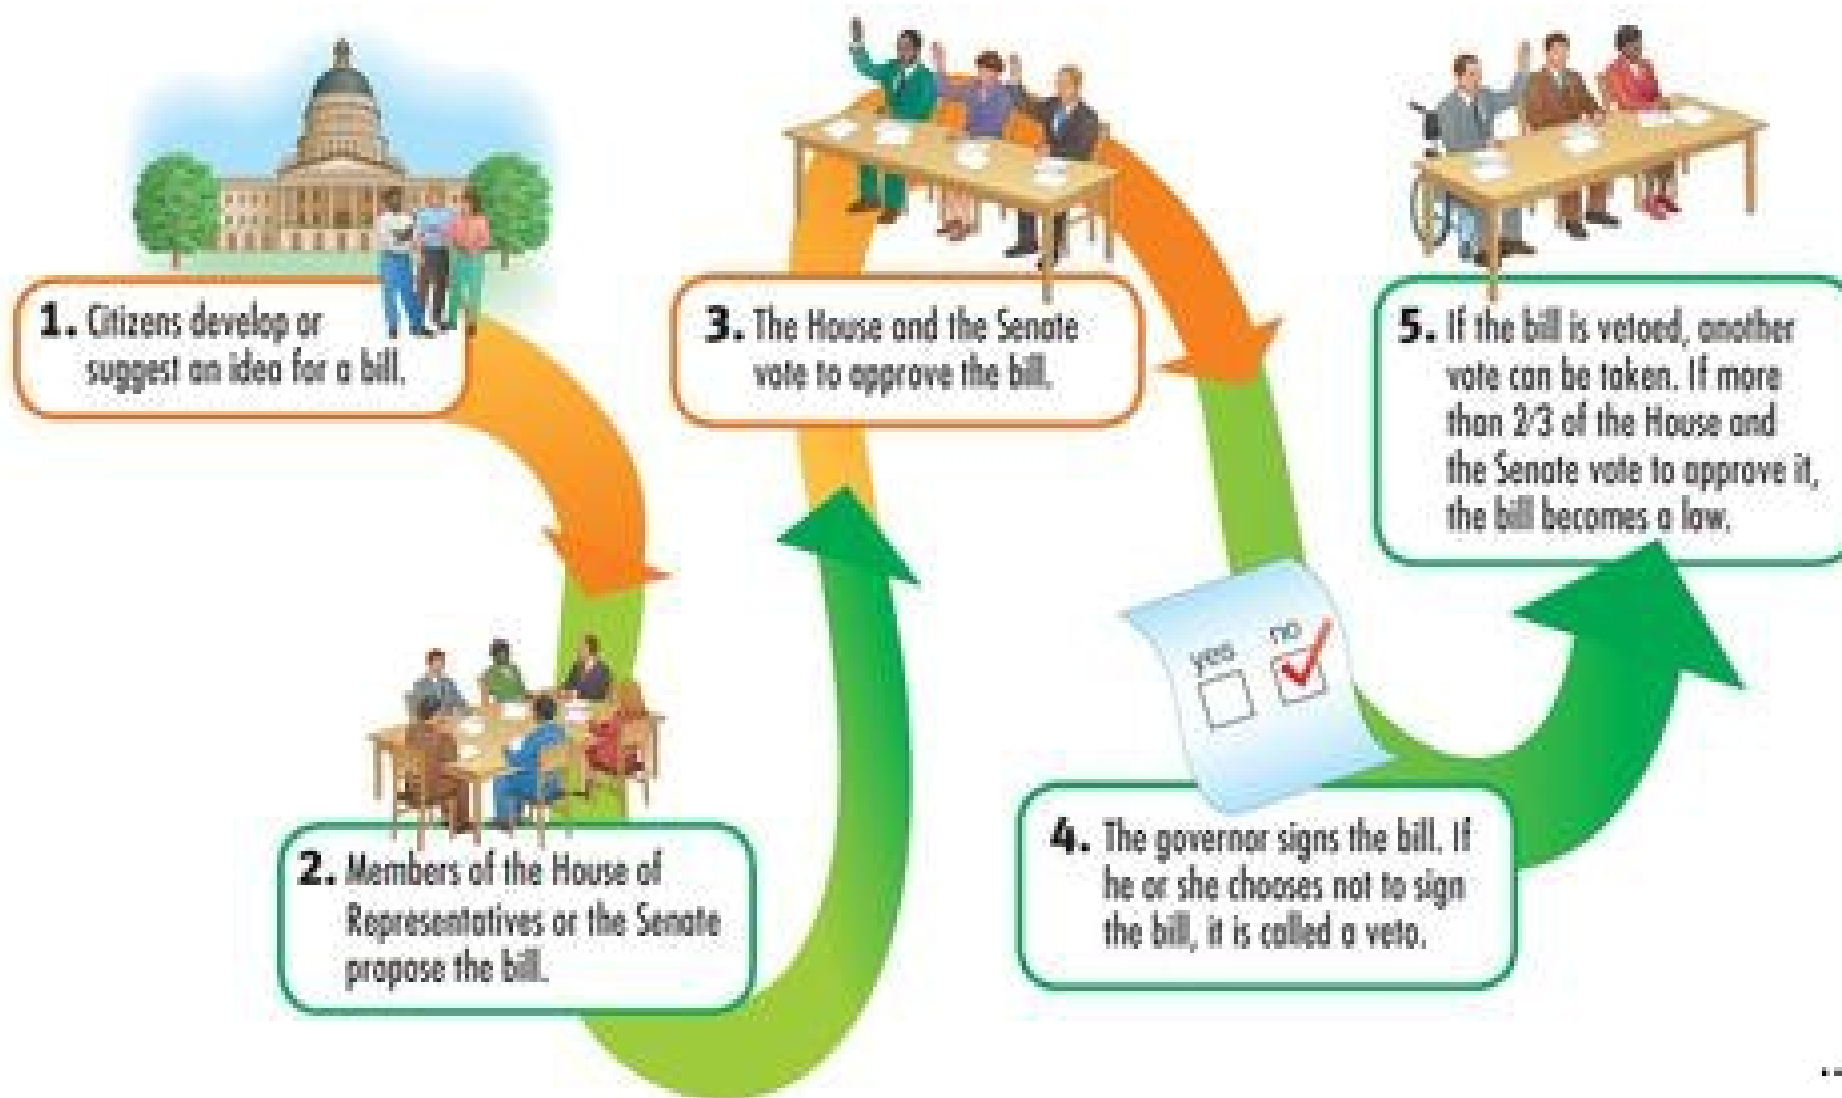 1. Citizens develop or
suggest an idea for a bill.
2. Members of the House of
Representatives or the Senate
propose the bill.
3. The House and the Senate
vote to approve the bill.
yes no
4. The governor signs the bill. If
he or she chooses not to sign
the bill, it is called a veto.
5. If the bill is vetoed, another
vote can be taken. If more
than 2/3 of the House and
the Senate vote to approve it,
the bill becomes a law.